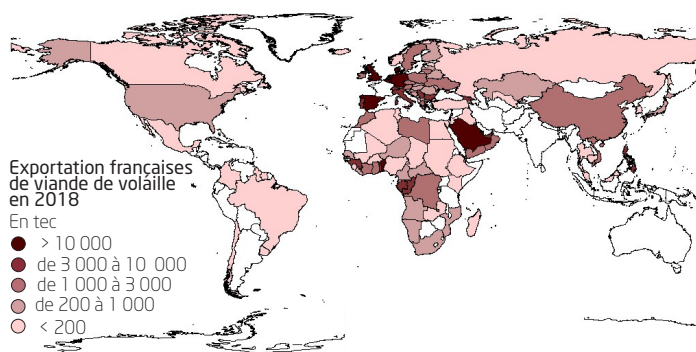 Exportation françaises
de viande de volaille
en 2018
En tec
> 10 000
de 3 000 à 10 000
de 1 000 à 3 000
de 200 à 1 000
< 200